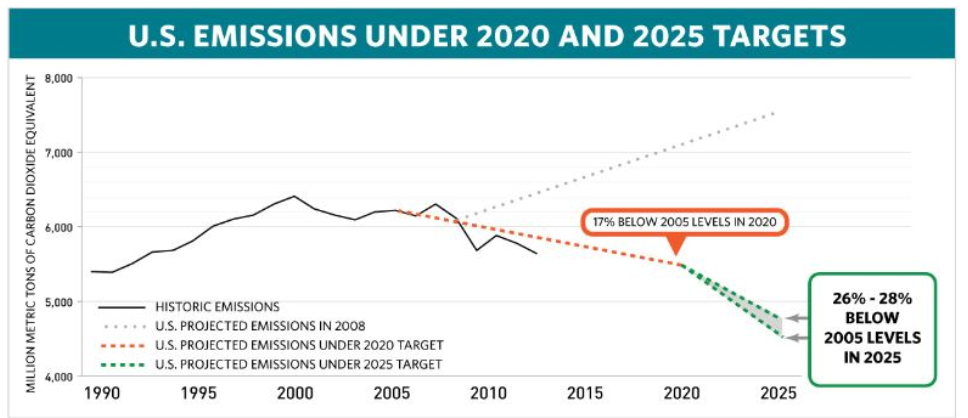 U.S. EMISSIONS UNDER 2020 AND 2025 TARGETS
MILLION METRIC TONS OF CARBON DIOXIDE EQUIVALENT
8,000
7,000
6,000
5,000
4,000
17% BELOW 2005 LEVELS IN 2020
26% - 28%
BELOW
2005 LEVELS
IN 2025
HISTORIC EMISSIONS
U.S. PROJECTED EMISSIONS IN 2008
U.S. PROJECTED EMISSIONS UNDER 2020 TARGET
U.S. PROJECTED EMISSIONS UNDER 2025 TARGET
1990 1995 2000 2005 2010 2015 2020 2025